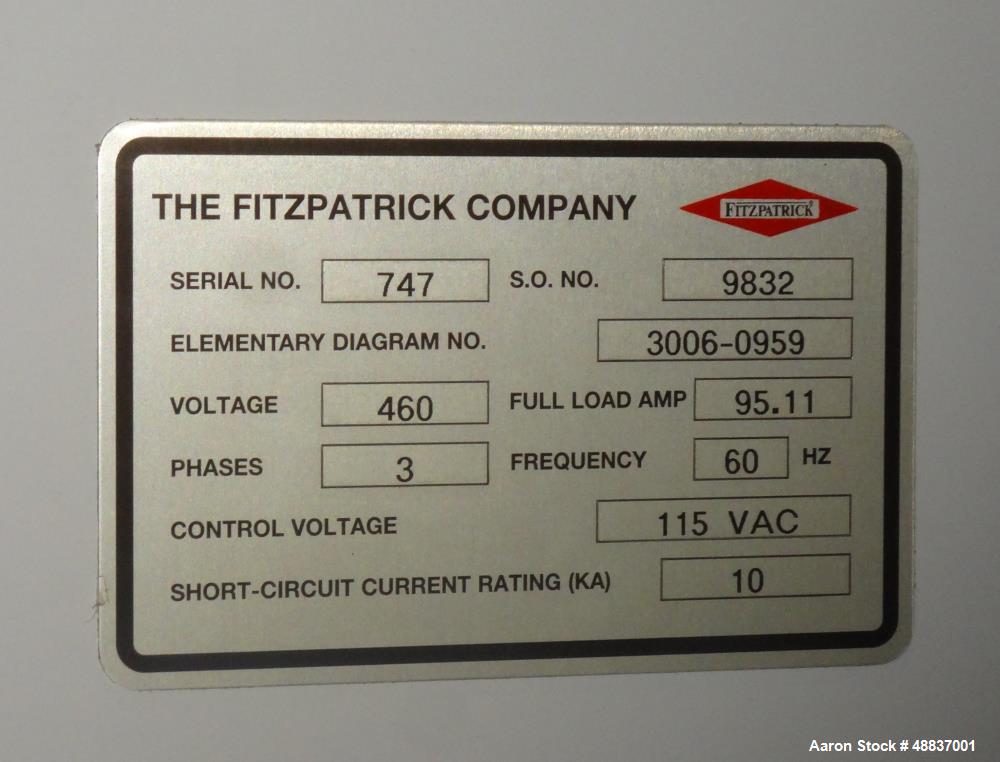 THE FITZPATRICK COMPANY FITZPATRICK®
SERIAL NO. 747 S.O. NO. 9832
ELEMENTARY DIAGRAM NO. 3006-0959
VOLTAGE 460 FULL LOAD AMP 95.11
PHASES 3 FREQUENCY 60 HZ
CONTROL VOLTAGE 115 VAC
SHORT-CIRCUIT CURRENT RATING (KA) 10
Aaron Stock # 48837001